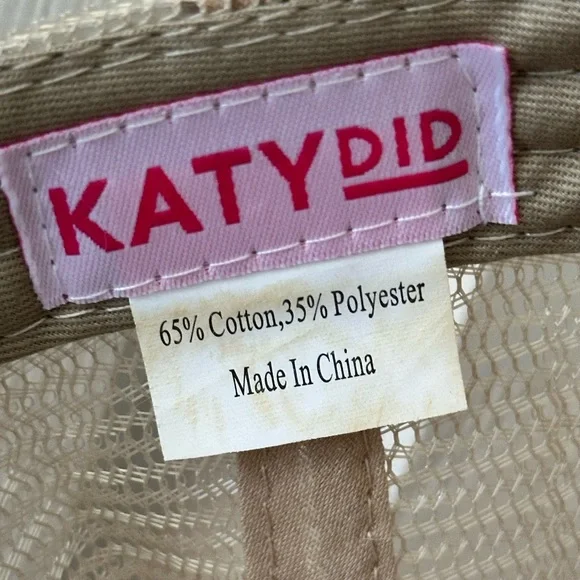 KATYDID
65% Cotton,35% Polyester
Made In China